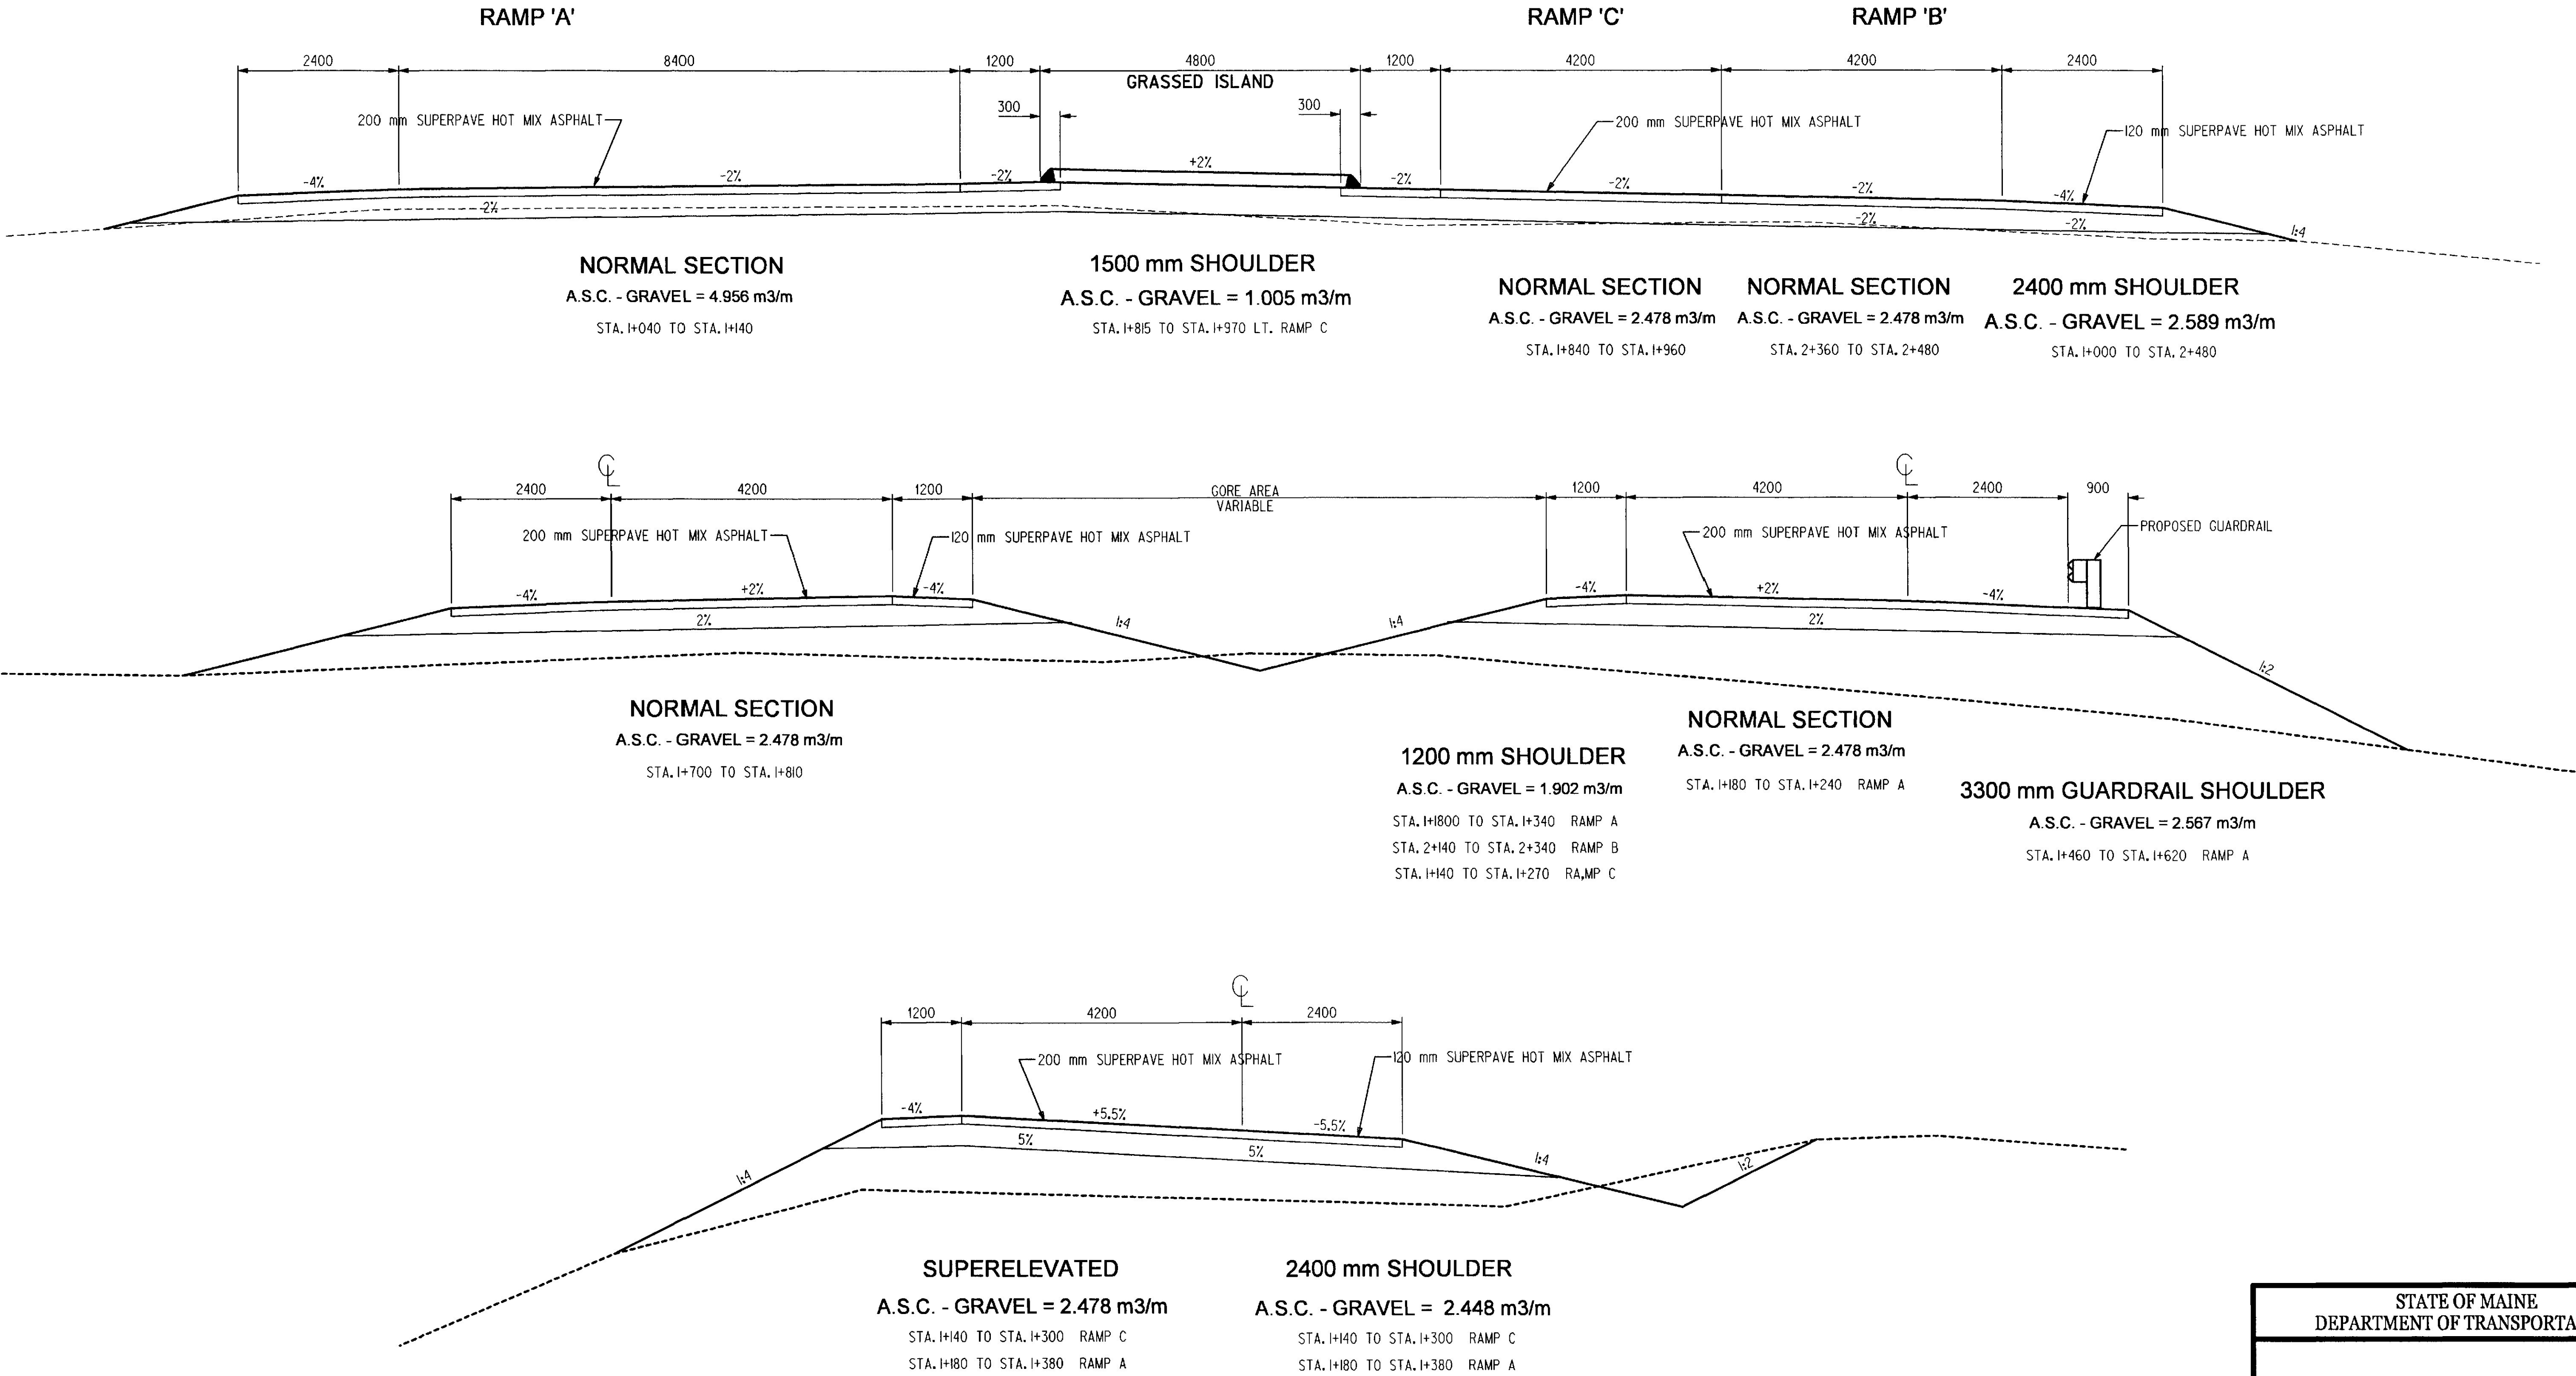 RAMP 'A' RAMP 'C' RAMP 'B'
2400 8400 1200 4800 1200 4200 4200 2400
GRASSED ISLAND
300 300
200 mm SUPERPAVE HOT MIX ASPHALT 200 mm SUPERPAVE HOT MIX ASPHALT 120 mm SUPERPAVE HOT MIX ASPHALT
-4% -2% -2% +2% -2% -2% -2% -4%
2% -2% -2% 1:4
NORMAL SECTION
A.S.C. - GRAVEL = 4.956 m3/m
STA. 1+040 TO STA. 1+140
1500 mm SHOULDER
A.S.C. - GRAVEL = 1.005 m3/m
STA. 1+815 TO STA. 1+970 LT. RAMP C
NORMAL SECTION
A.S.C. - GRAVEL = 2.478 m3/m
STA. 1+840 TO STA. 1+960
NORMAL SECTION
A.S.C. - GRAVEL = 2.478 m3/m
STA. 2+360 TO STA. 2+480
2400 mm SHOULDER
A.S.C. - GRAVEL = 2.589 m3/m
STA. 1+000 TO STA. 2+480
CL CL
2400 4200 1200 GORE AREA 1200 4200 2400 900
VARIABLE
200 mm SUPERPAVE HOT MIX ASPHALT 120 mm SUPERPAVE HOT MIX ASPHALT 200 mm SUPERPAVE HOT MIX ASPHALT PROPOSED GUARDRAIL
-4% +2% -4% -4% +2% -4%
2% 1:4 1:4 2% 1:2
NORMAL SECTION
A.S.C. - GRAVEL = 2.478 m3/m
STA. 1+700 TO STA. 1+810
1200 mm SHOULDER
A.S.C. - GRAVEL = 1.902 m3/m
STA. 1+1800 TO STA. 1+340 RAMP A
STA. 2+140 TO STA. 2+340 RAMP B
STA. 1+140 TO STA. 1+270 RA,MP C
NORMAL SECTION
A.S.C. - GRAVEL = 2.478 m3/m
STA. 1+180 TO STA. 1+240 RAMP A
3300 mm GUARDRAIL SHOULDER
A.S.C. - GRAVEL = 2.567 m3/m
STA. 1+460 TO STA. 1+620 RAMP A
CL
1200 4200 2400
200 mm SUPERPAVE HOT MIX ASPHALT 120 mm SUPERPAVE HOT MIX ASPHALT
-4% +5.5% -5.5%
1:4 5% 5% 1:4 1:2
SUPERELEVATED
A.S.C. - GRAVEL = 2.478 m3/m
STA. 1+140 TO STA. 1+300 RAMP C
STA. 1+180 TO STA. 1+380 RAMP A
2400 mm SHOULDER
A.S.C. - GRAVEL = 2.448 m3/m
STA. 1+140 TO STA. 1+300 RAMP C
STA. 1+180 TO STA. 1+380 RAMP A
STATE OF MAINE
DEPARTMENT OF TRANSPORTA